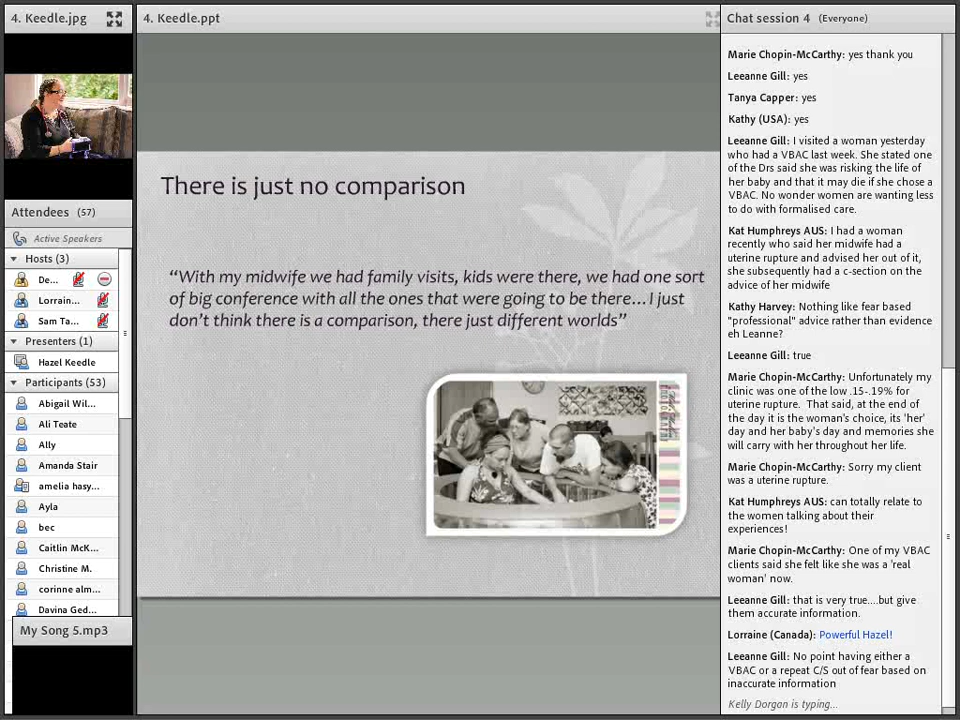 4. Keedle.jpg
Attendees (57)
Active Speakers
Hosts (3)
De...
Lorrain...
Sam Ta...
Presenters (1)
Hazel Keedle
Participants (53)
Abigail Wil...
Ali Teate
Ally
Amanda Stair
amelia hasy...
Ayla
bec
Caitlin McK...
Christine M.
corinne alm...
Davina Ged...
My Song 5.mp3
4. Keedle.ppt
There is just no comparison
“With my midwife we had family visits, kids were there, we had one sort
of big conference with all the ones that were going to be there...I just
don’t think there is a comparison, there just different worlds”
Chat session 4 (Everyone)
Marie Chopin-McCarthy: yes thank you
Leeanne Gill: yes
Tanya Capper: yes
Kathy (USA): yes
Leeanne Gill: I visited a woman yesterday
who had a VBAC last week. She stated one
of the Drs said she was risking the life of
her baby and that it may die if she chose a
VBAC. No wonder women are wanting less
to do with formalised care.
Kat Humphreys AUS: I had a woman
recently who said her midwife had a
uterine rupture and advised her out of it,
she subsequently had a c-section on the
advice of her midwife
Kathy Harvey: Nothing like fear based
"professional" advice rather than evidence
eh Leanne?
Leeanne Gill: true
Marie Chopin-McCarthy: Unfortunately my
clinic was one of the low .15-.19% for
uterine rupture. That said, at the end of
the day it is the woman's choice, its 'her'
day and her baby's day and memories she
will carry with her throughout her life.
Marie Chopin-McCarthy: Sorry my client
was a uterine rupture.
Kat Humphreys AUS: can totally relate to
the women talking about their
experiences!
Marie Chopin-McCarthy: One of my VBAC
clients said she felt like she was a 'real
woman' now.
Leeanne Gill: that is very true....but give
them accurate information.
Lorraine (Canada): Powerful Hazel!
Leeanne Gill: No point having either a
VBAC or a repeat C/S out of fear based on
inaccurate information
Kelly Dorgan is typing...